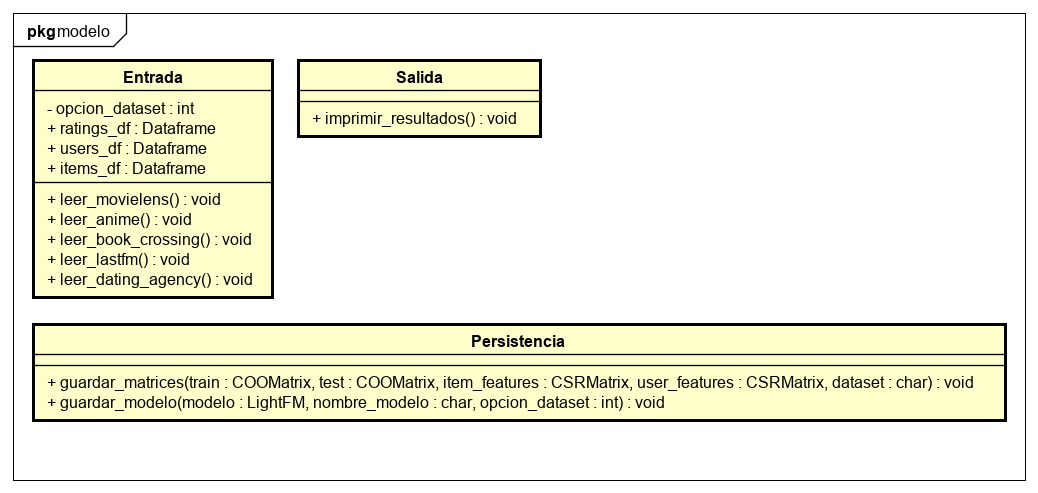 pkg modelo
Entrada
- opcion_dataset : int
+ ratings_df : Dataframe
+ users_df : Dataframe
+ items_df : Dataframe
+ leer_movielens() : void
+ leer_anime() : void
+ leer_book_crossing() : void
+ leer_lastfm() : void
+ leer_dating_agency() : void
Salida
+ imprimir_resultados() : void
Persistencia
+ guardar_matrices(train : COOMatrix, test : COOMatrix, item_features : CSRMatrix, user_features : CSRMatrix, dataset : char) : void
+ guardar_modelo(modelo : LightFM, nombre_modelo : char, opcion_dataset : int) : void